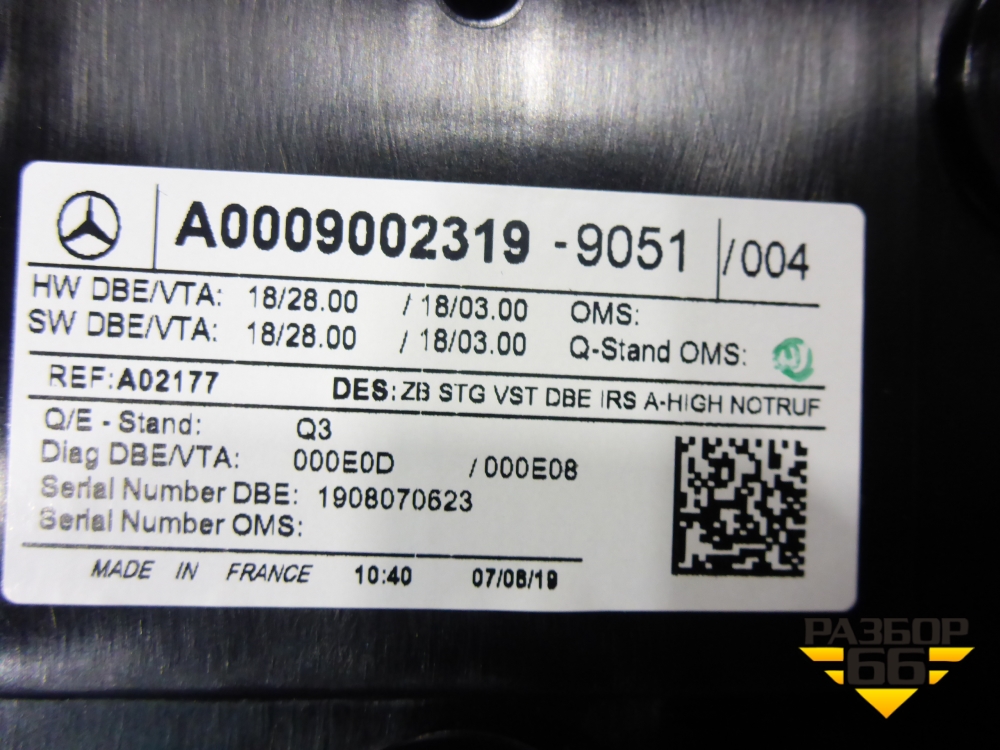 A0009002319 -9051 /004
HW DBE/VTA: 18/28.00 / 18/03.00 OMS:
SW DBE/VTA: 18/28.00 / 18/03.00 Q-Stand OMS:
REF:A02177 DES:ZB STG VST DBE IRS A-HIGH NOTRUF
Q/E - Stand: Q3
Diag DBE/VTA: 000E0D / 000E08
Serial Number DBE: 1908070623
Serial Number OMS:
MADE IN FRANCE 10:40 07/08/19
РАЗБОР
66